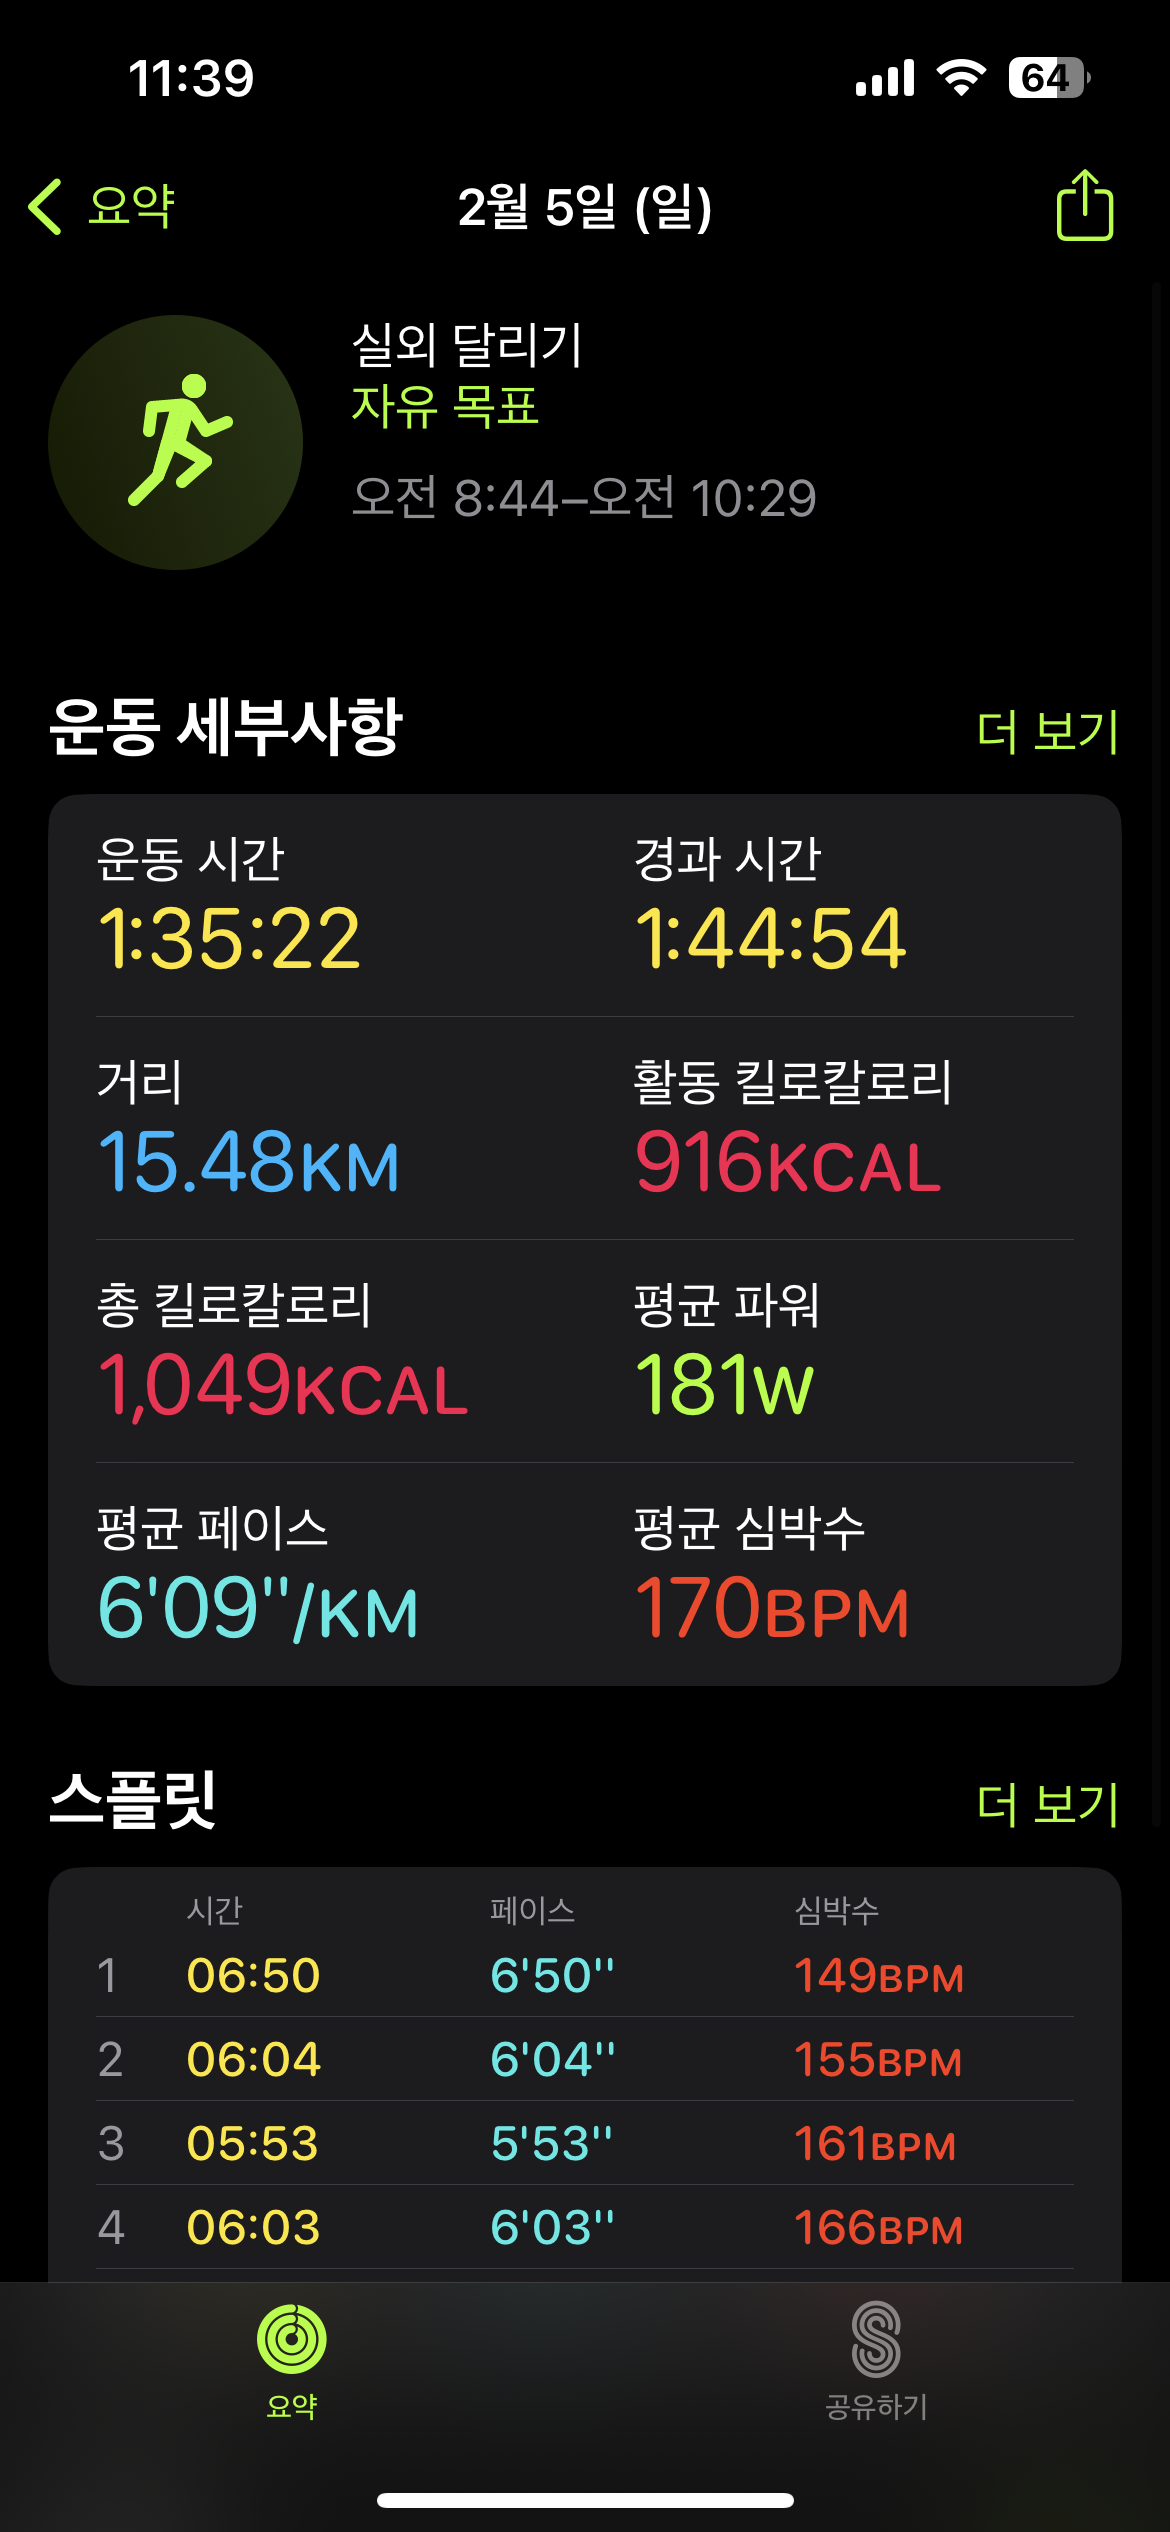 11:39
64
요약
2월 5일 (일)
실외 달리기
자유 목표
오전 8:44–오전 10:29
운동 세부사항
더 보기
운동 시간
경과 시간
1:35:22
1:44:54
거리
활동 킬로칼로리
15.48KM
916KCAL
총 킬로칼로리
평균 파워
1,049KCAL
181W
평균 페이스
평균 심박수
6'09''/KM
170BPM
스플릿
더 보기
시간 페이스 심박수
1 06:50 6'50'' 149BPM
2 06:04 6'04'' 155BPM
3 05:53 5'53'' 161BPM
4 06:03 6'03'' 166BPM
요약
공유하기